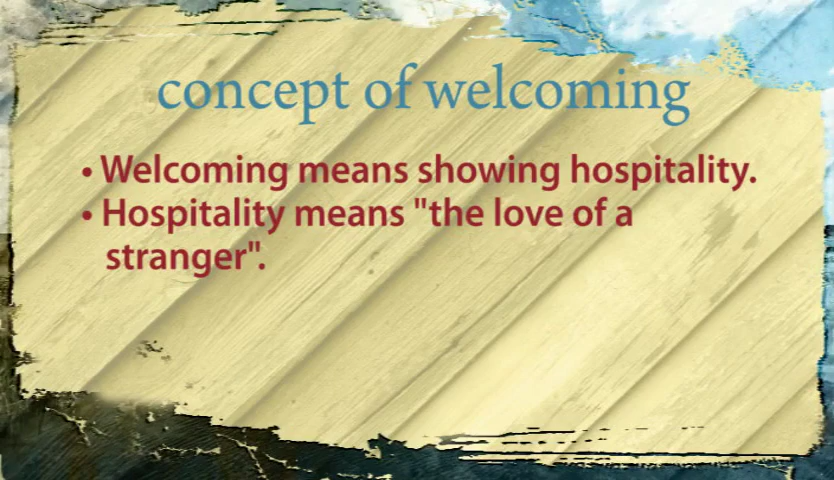 concept of welcoming
• Welcoming means showing hospitality.
• Hospitality means "the love of a
stranger".